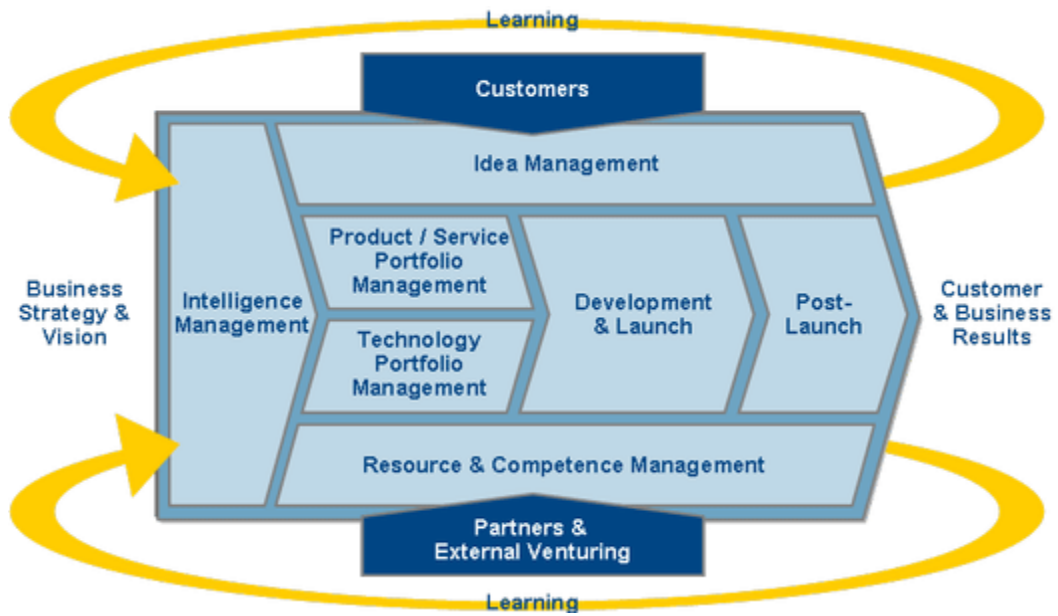 Learning
Customers
Idea Management
Product / Service
Portfolio
Management
Business
Strategy &
Vision
Intelligence
Management
Development
& Launch
Post-
Launch
Customer
& Business
Results
Technology
Portfolio
Management
Resource & Competence Management
Partners &
External Venturing
Learning